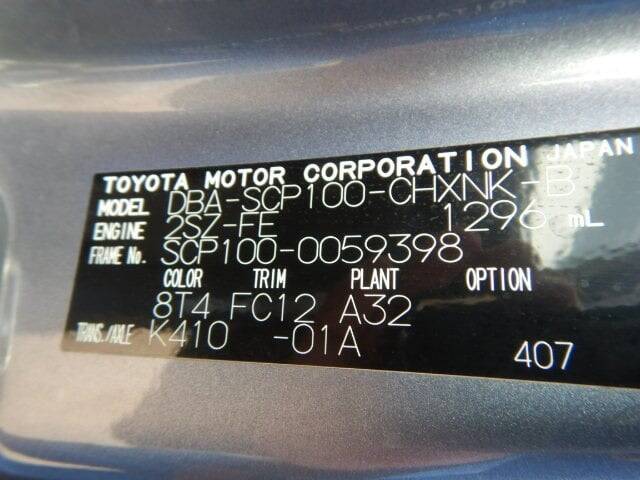 TOYOTA MOTOR CORPORATION JAPAN
MODEL DBA-SCP100-CHXNK-B
ENGINE 2SZ-FE 1296 mL
FRAME No. SCP100-0059398
COLOR TRIM PLANT OPTION
8T4 FC12 A32
TRANS./AXLE K410 -01A
407